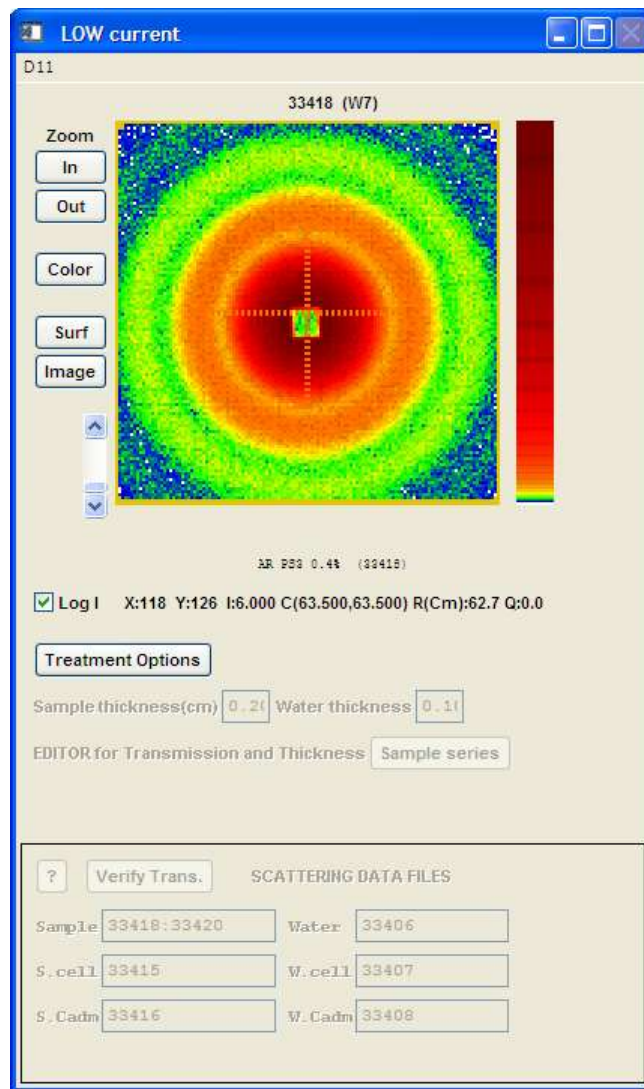 LOW current
D11
33418 (W7)
Zoom
In
Out
Color
Surf
Image
AR PS3 0.4% (33418)
Log I X:118 Y:126 I:6.000 C(63.500,63.500) R(Cm):62.7 Q:0.0
Treatment Options
Sample thickness(cm) 0.20 Water thickness 0.10
EDITOR for Transmission and Thickness Sample series
? Verify Trans. SCATTERING DATA FILES
Sample 33418:33420 Water 33406
S.cell 33415 W.cell 33407
S.Cadm 33416 W.Cadm 33408